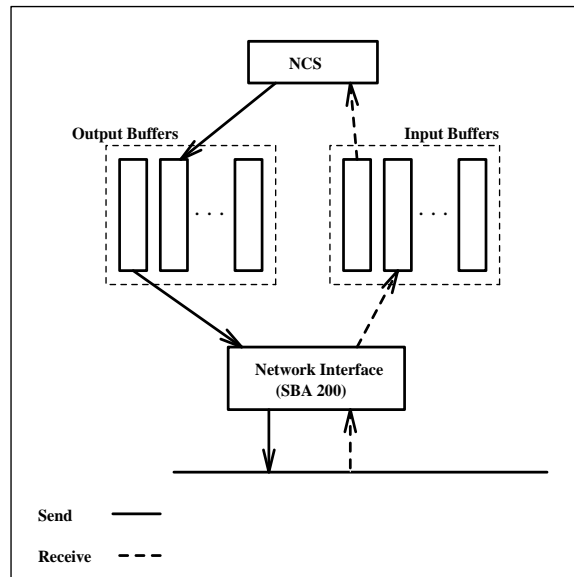 NCS
Output Buffers
Input Buffers
. . .
. . .
Network Interface
(SBA 200)
Send
Receive